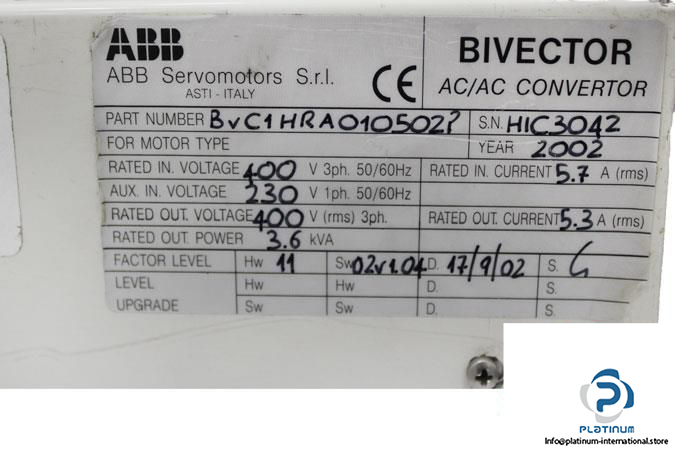 ABB
ABB Servomotors S.r.l.
ASTI - ITALY
CE
BIVECTOR
AC/AC CONVERTOR
PART NUMBER BvC1HRA010502P S.N. HIC3042
FOR MOTOR TYPE YEAR 2002
RATED IN. VOLTAGE 400 V 3ph. 50/60Hz RATED IN. CURRENT 5.7 A (rms)
AUX. IN. VOLTAGE 230 V 1ph. 50/60Hz
RATED OUT. VOLTAGE 400 V (rms) 3ph. RATED OUT. CURRENT 5.3 A (rms)
RATED OUT. POWER 3.6 kVA
FACTOR LEVEL Hw 11 Sw 02v1.04 D. 17/9/02 S.
LEVEL Hw Hw D. S.
UPGRADE Sw Sw D. S.
PLATINUM
Info@platinum-international.store